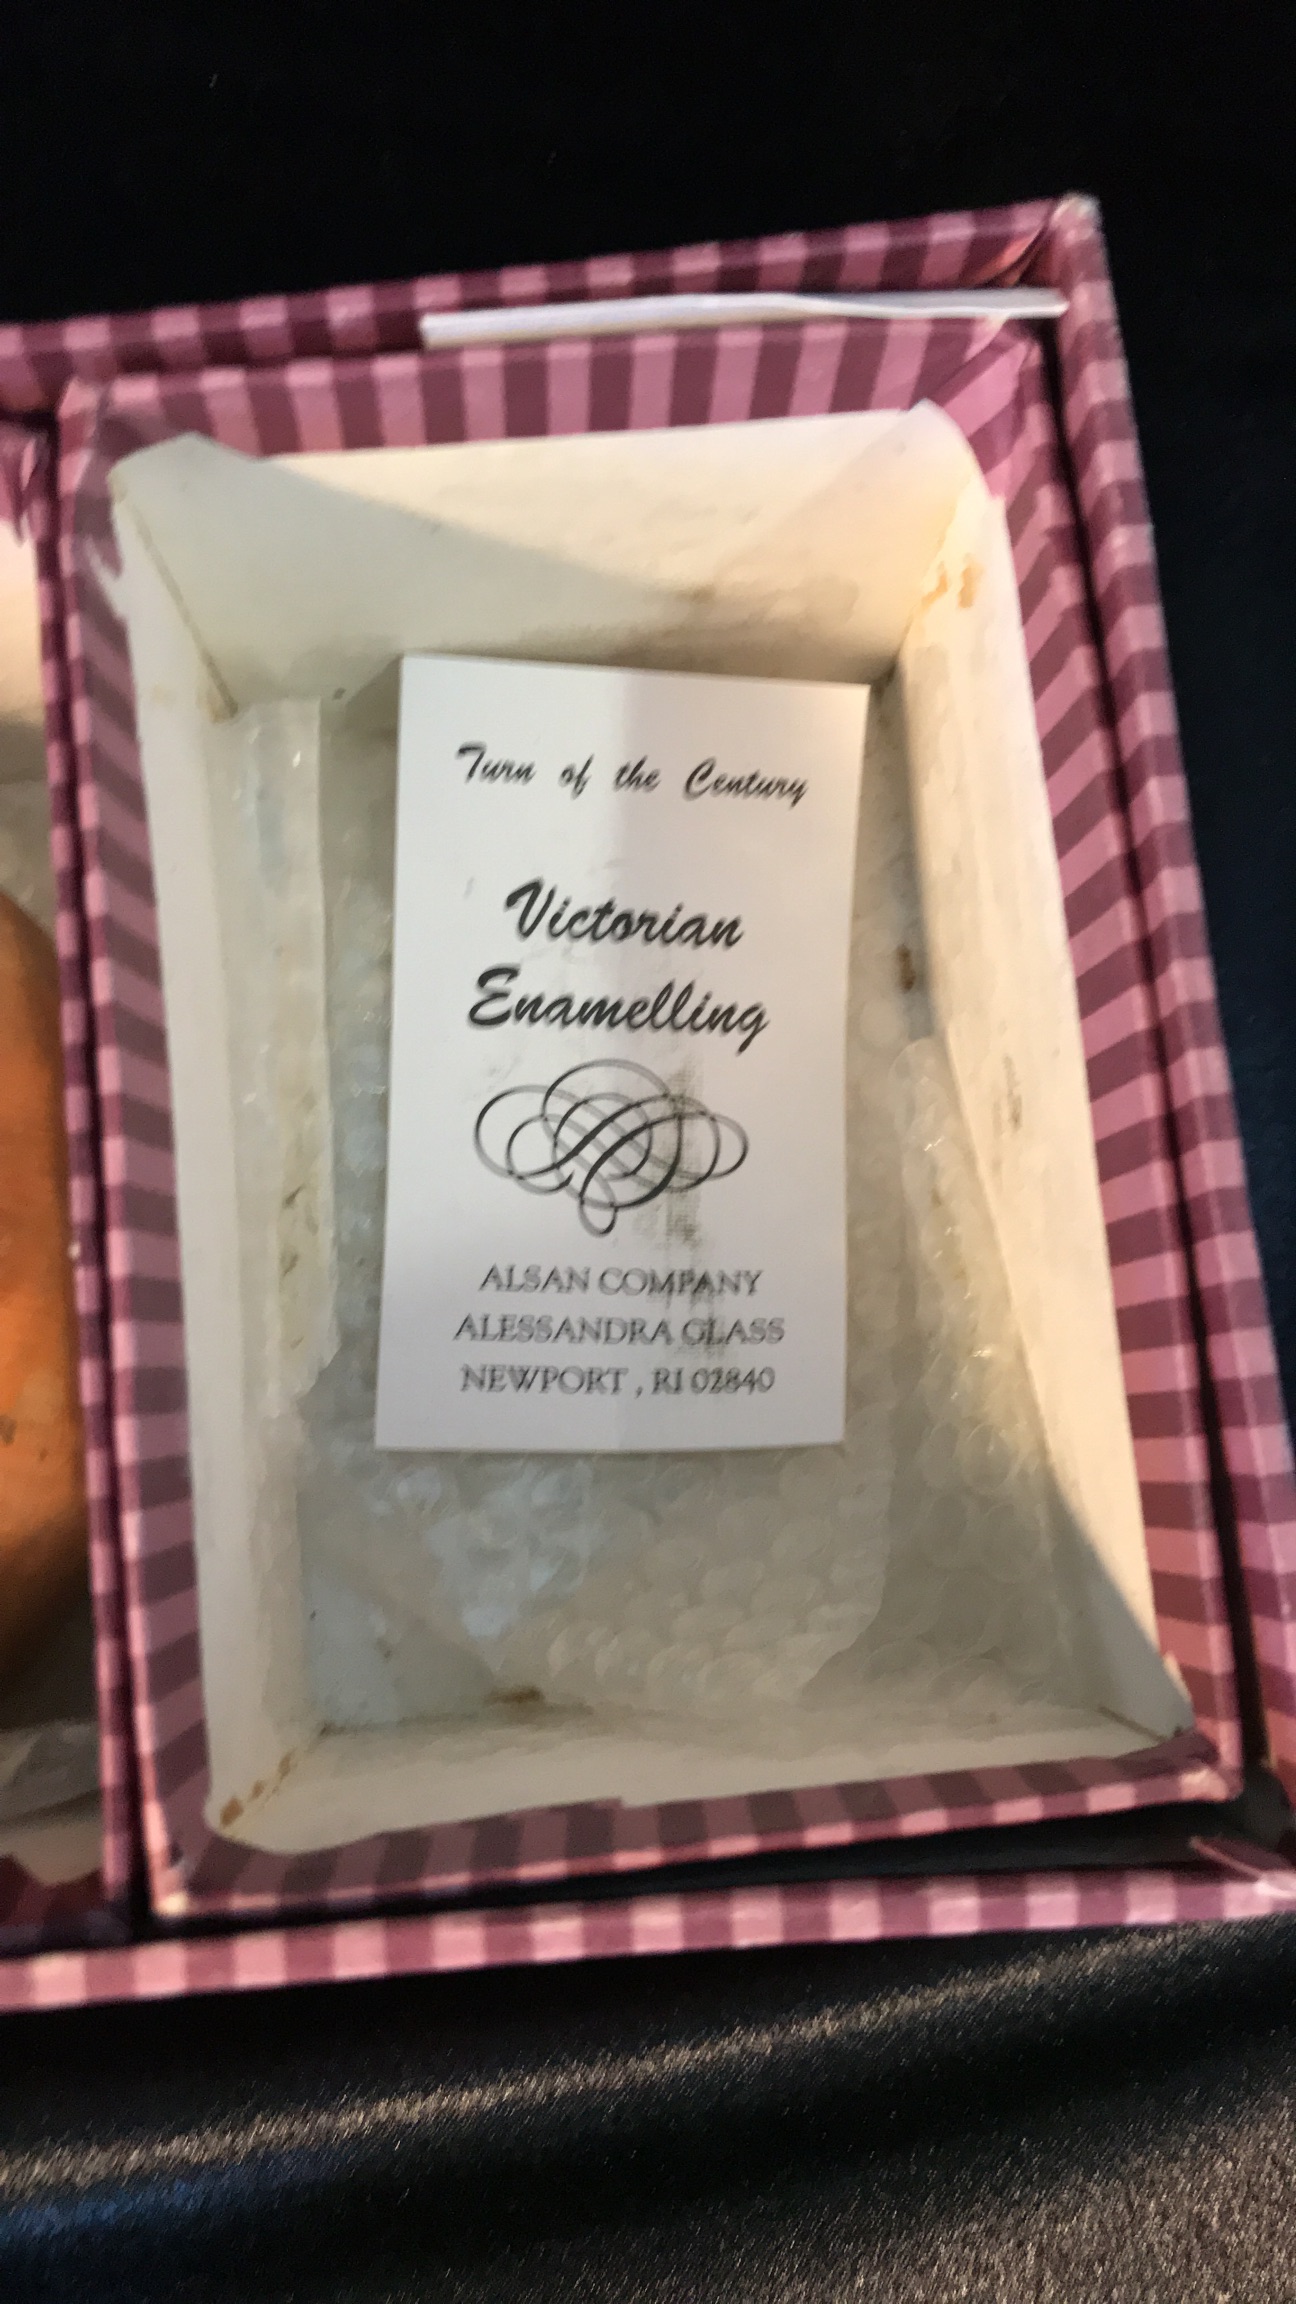 Turn of the Century
Victorian
Enamelling
ALSAN COMPANY
ALESSANDRA GLASS
NEWPORT , RI 02840